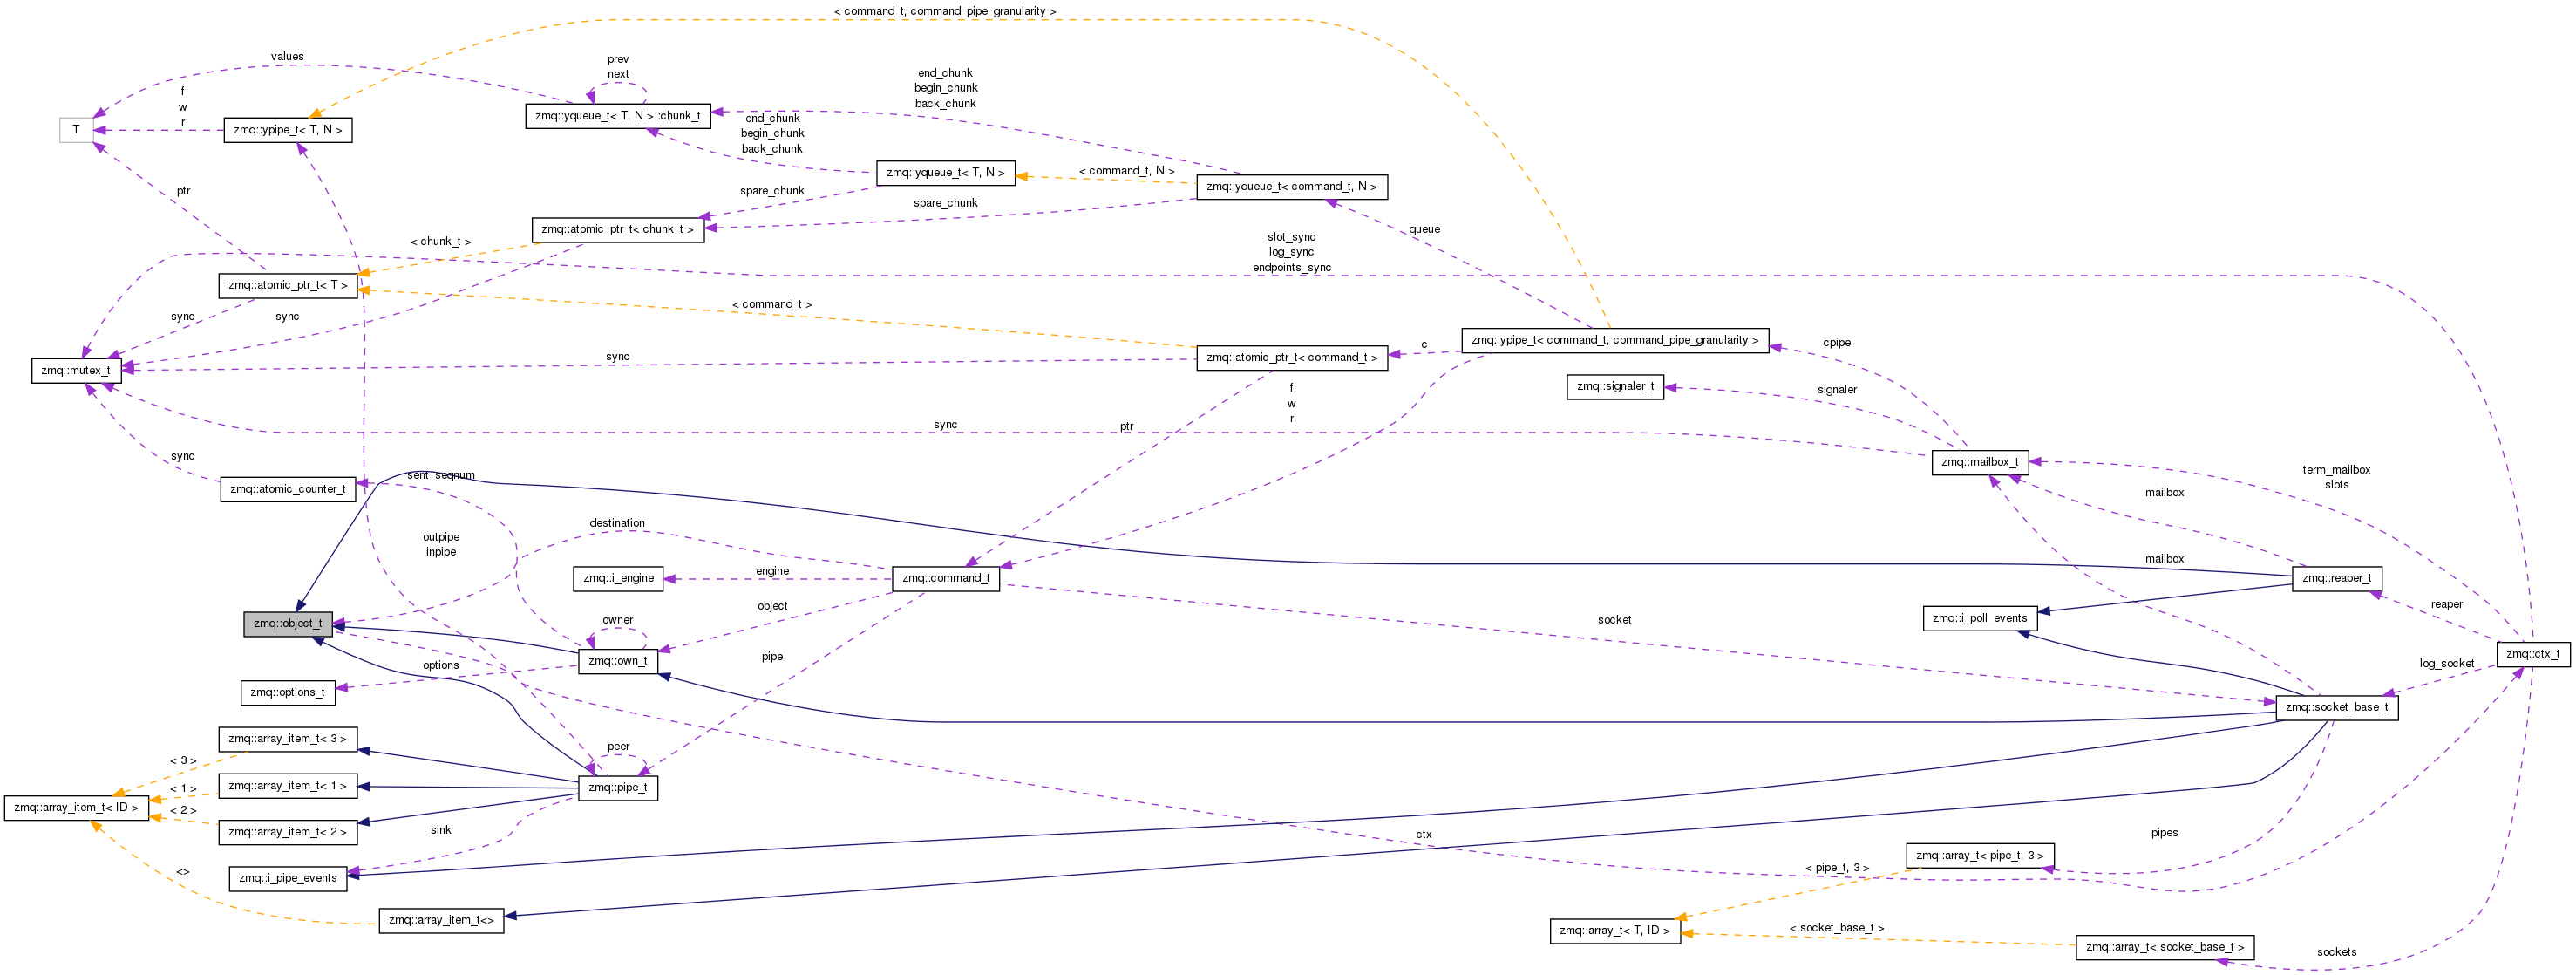 < command_t, command_pipe_granularity >
values
prev
next
end_chunk
begin_chunk
back_chunk
f
w
r
T
zmq::ypipe_t< T, N >
zmq::yqueue_t< T, N >::chunk_t
end_chunk
begin_chunk
back_chunk
zmq::yqueue_t< T, N >
< command_t, N >
zmq::yqueue_t< command_t, N >
ptr
spare_chunk
spare_chunk
zmq::atomic_ptr_t< chunk_t >
queue
< chunk_t >
slot_sync
log_sync
endpoints_sync
zmq::atomic_ptr_t< T >
< command_t >
sync
sync
zmq::ypipe_t< command_t, command_pipe_granularity >
c
cpipe
sync
zmq::atomic_ptr_t< command_t >
zmq::mutex_t
zmq::signaler_t
signaler
f
w
r
sync
ptr
sync
zmq::mailbox_t
term_mailbox
slots
sent_seqnum
zmq::atomic_counter_t
mailbox
destination
outpipe
inpipe
mailbox
zmq::i_engine
engine
zmq::command_t
zmq::reaper_t
object
reaper
zmq::object_t
owner
socket
zmq::i_poll_events
zmq::ctx_t
options
zmq::own_t
pipe
log_socket
zmq::options_t
zmq::socket_base_t
zmq::array_item_t< 3 >
peer
< 3 >
zmq::array_item_t< 1 >
< 1 >
zmq::pipe_t
zmq::array_item_t< ID >
< 2 >
zmq::array_item_t< 2 >
sink
ctx
pipes
zmq::array_t< pipe_t, 3 >
< pipe_t, 3 >
<>
zmq::i_pipe_events
zmq::array_item_t<>
zmq::array_t< T, ID >
< socket_base_t >
zmq::array_t< socket_base_t >
sockets